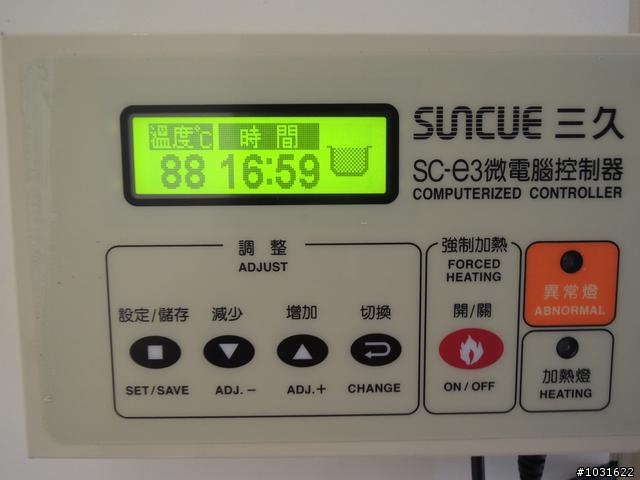 SUNCUE 三久
SC-e3微電腦控制器
COMPUTERIZED CONTROLLER
溫度℃ 時間
88 16:59
調整
ADJUST
設定/儲存 減少 增加 切換
SET/SAVE ADJ.- ADJ.+ CHANGE
強制加熱
FORCED
HEATING
開/關
ON/OFF
異常燈
ABNORMAL
加熱燈
HEATING
#1031622